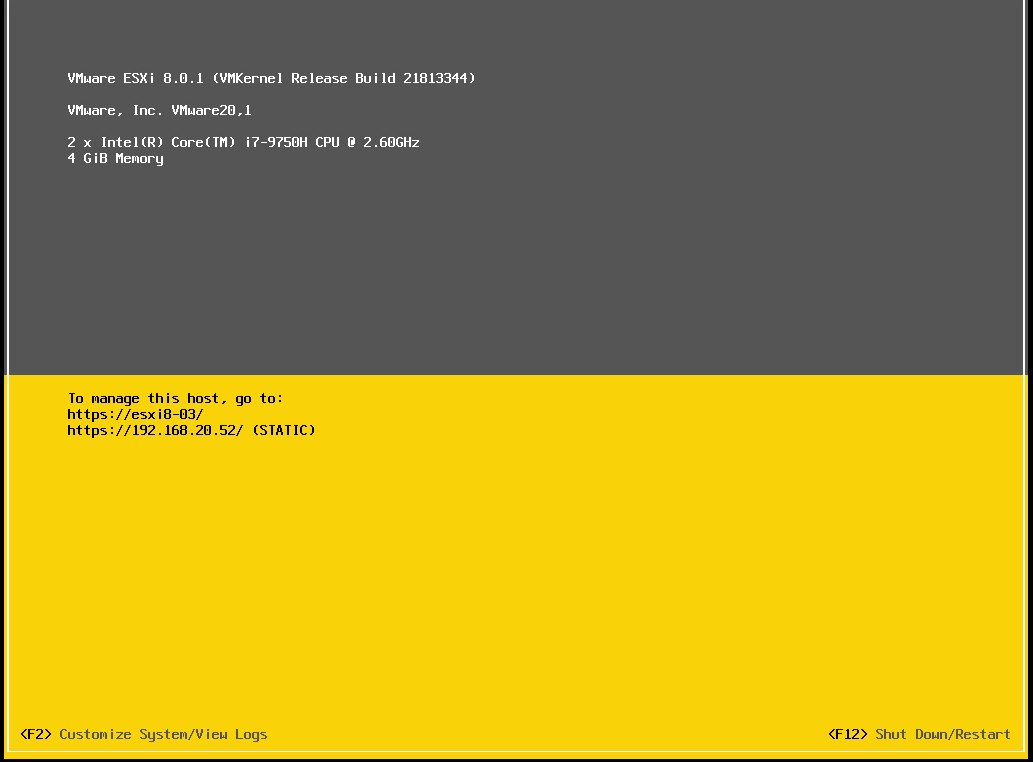 VMware ESXi 8.0.1 (VMKernel Release Build 21813344)
VMware, Inc. VMware20,1
2 x Intel(R) Core(TM) i7-9750H CPU @ 2.60GHz
4 GiB Memory
To manage this host, go to:
https://esxi8-03/
https://192.168.20.52/ (STATIC)
<F2> Customize System/View Logs
<F12> Shut Down/Restart